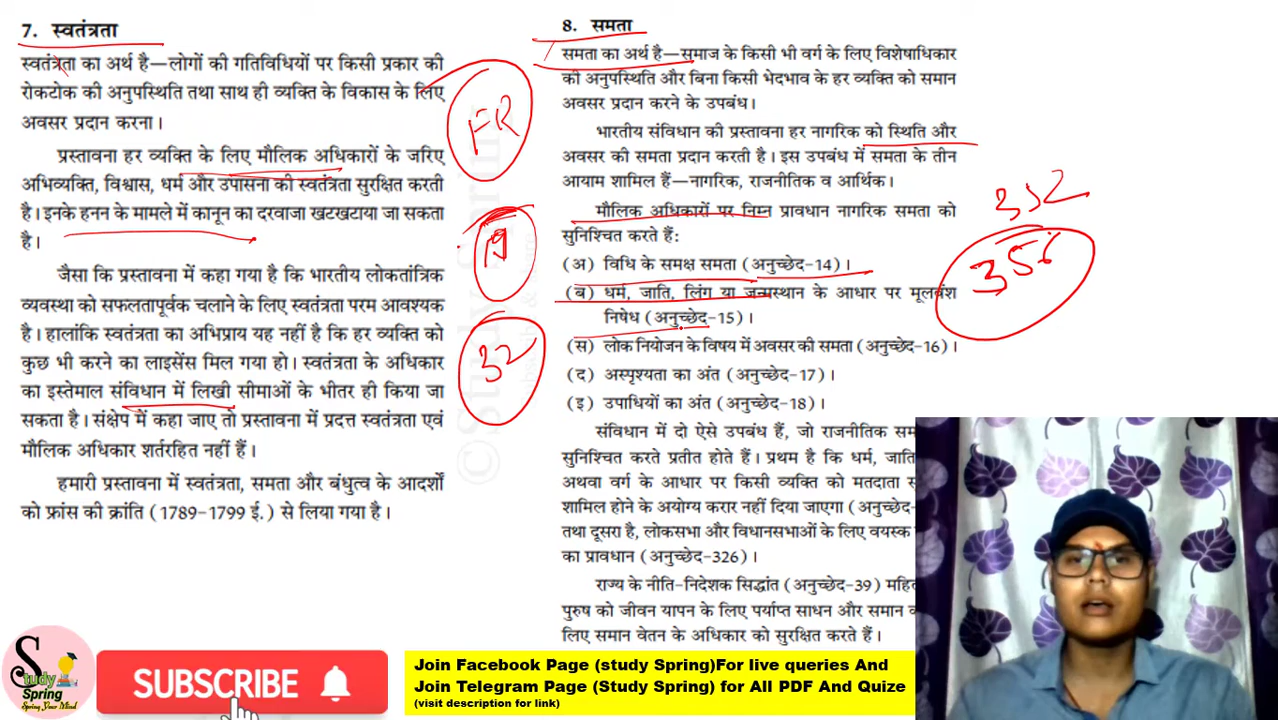 7. स्वतंत्रता
स्वतंत्रता का अर्थ है—लोगों की गतिविधियों पर किसी प्रकार की
रोकटोक की अनुपस्थिति तथा साथ ही व्यक्ति के विकास के लिए
अवसर प्रदान करना।
प्रस्तावना हर व्यक्ति के लिए मौलिक अधिकारों के जरिए
अभिव्यक्ति, विश्वास, धर्म और उपासना की स्वतंत्रता सुरक्षित करती
है। इनके हनन के मामले में कानून का दरवाजा खटखटाया जा सकता
है।
जैसा कि प्रस्तावना में कहा गया है कि भारतीय लोकतांत्रिक
व्यवस्था को सफलतापूर्वक चलाने के लिए स्वतंत्रता परम आवश्यक
है। हालांकि स्वतंत्रता का अभिप्राय यह नहीं है कि हर व्यक्ति को
कुछ भी करने का लाइसेंस मिल गया हो। स्वतंत्रता के अधिकार
का इस्तेमाल संविधान में लिखी सीमाओं के भीतर ही किया जा
सकता है। संक्षेप में कहा जाए तो प्रस्तावना में प्रदत्त स्वतंत्रता एवं
मौलिक अधिकार शर्तरहित नहीं हैं।
हमारी प्रस्तावना में स्वतंत्रता, समता और बंधुत्व के आदर्शों
को फ्रांस की क्रांति (1789-1799 ई.) से लिया गया है।
FR
32
8. समता
समता का अर्थ है—समाज के किसी भी वर्ग के लिए विशेषाधिकार
की अनुपस्थिति और बिना किसी भेदभाव के हर व्यक्ति को समान
अवसर प्रदान करने के उपबंध।
भारतीय संविधान की प्रस्तावना हर नागरिक को स्थिति और
अवसर की समता प्रदान करती है। इस उपबंध में समता के तीन
आयाम शामिल हैं—नागरिक, राजनीतिक व आर्थिक।
मौलिक अधिकारों पर निम्न प्रावधान नागरिक समता को
सुनिश्चित करते हैं:
(अ) विधि के समक्ष समता (अनुच्छेद-14)।
(ब) धर्म, जाति, लिंग या जन्मस्थान के आधार पर मूलवंश
निषेध (अनुच्छेद-15)।
(स) लोक नियोजन के विषय में अवसर की समता (अनुच्छेद-16)।
(द) अस्पृश्यता का अंत (अनुच्छेद-17)।
(इ) उपाधियों का अंत (अनुच्छेद-18)।
संविधान में दो ऐसे उपबंध हैं, जो राजनीतिक सम
सुनिश्चित करते प्रतीत होते हैं। प्रथम है कि धर्म, जाति
अथवा वर्ग के आधार पर किसी व्यक्ति को मतदाता स
शामिल होने के अयोग्य करार नहीं दिया जाएगा (अनुच्छेद-
तथा दूसरा है, लोकसभा और विधानसभाओं के लिए वयस्क
का प्रावधान (अनुच्छेद-326)।
राज्य के नीति-निदेशक सिद्धांत (अनुच्छेद-39) महि
पुरुष को जीवन यापन के लिए पर्याप्त साधन और समान
लिए समान वेतन के अधिकार को सुरक्षित करते हैं।
352
356
©Study Spring
Study
Spring
Spring Your Mind
SUBSCRIBE
Join Facebook Page (study Spring)For live queries And
Join Telegram Page (Study Spring) for All PDF And Quize
(visit description for link)